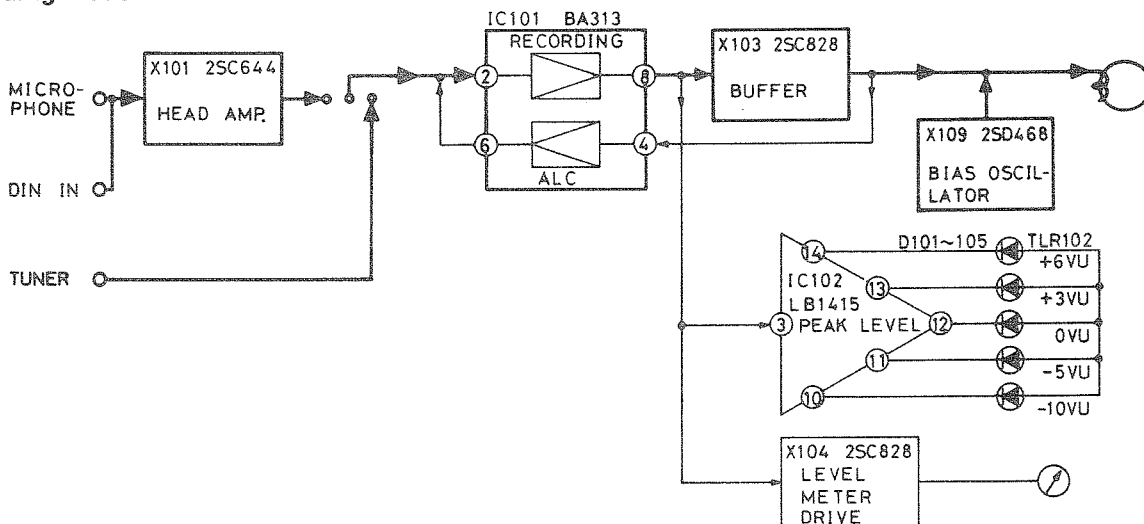 IC101 BA313
RECORDING
2
8
6
4
ALC
X101 2SC644
HEAD AMP.
MICRO-
PHONE
DIN IN
TUNER
X103 2SC828
BUFFER
X109 2SD468
BIAS OSCIL-
LATOR
D101~105 TLR102
14
+6VU
IC102
13
+3VU
LB1415
3
PEAK LEVEL
12
0VU
11
-5VU
10
-10VU
X104 2SC828
LEVEL
METER
DRIVE